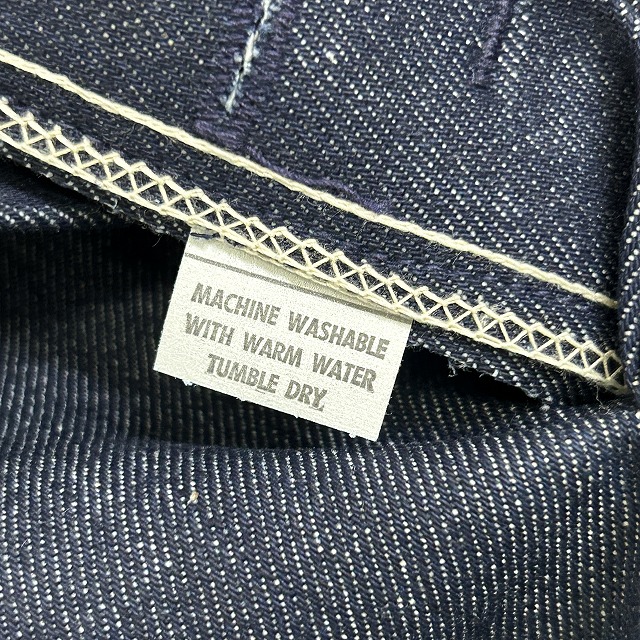 MACHINE WASHABLE
WITH WARM WATER
TUMBLE DRY.